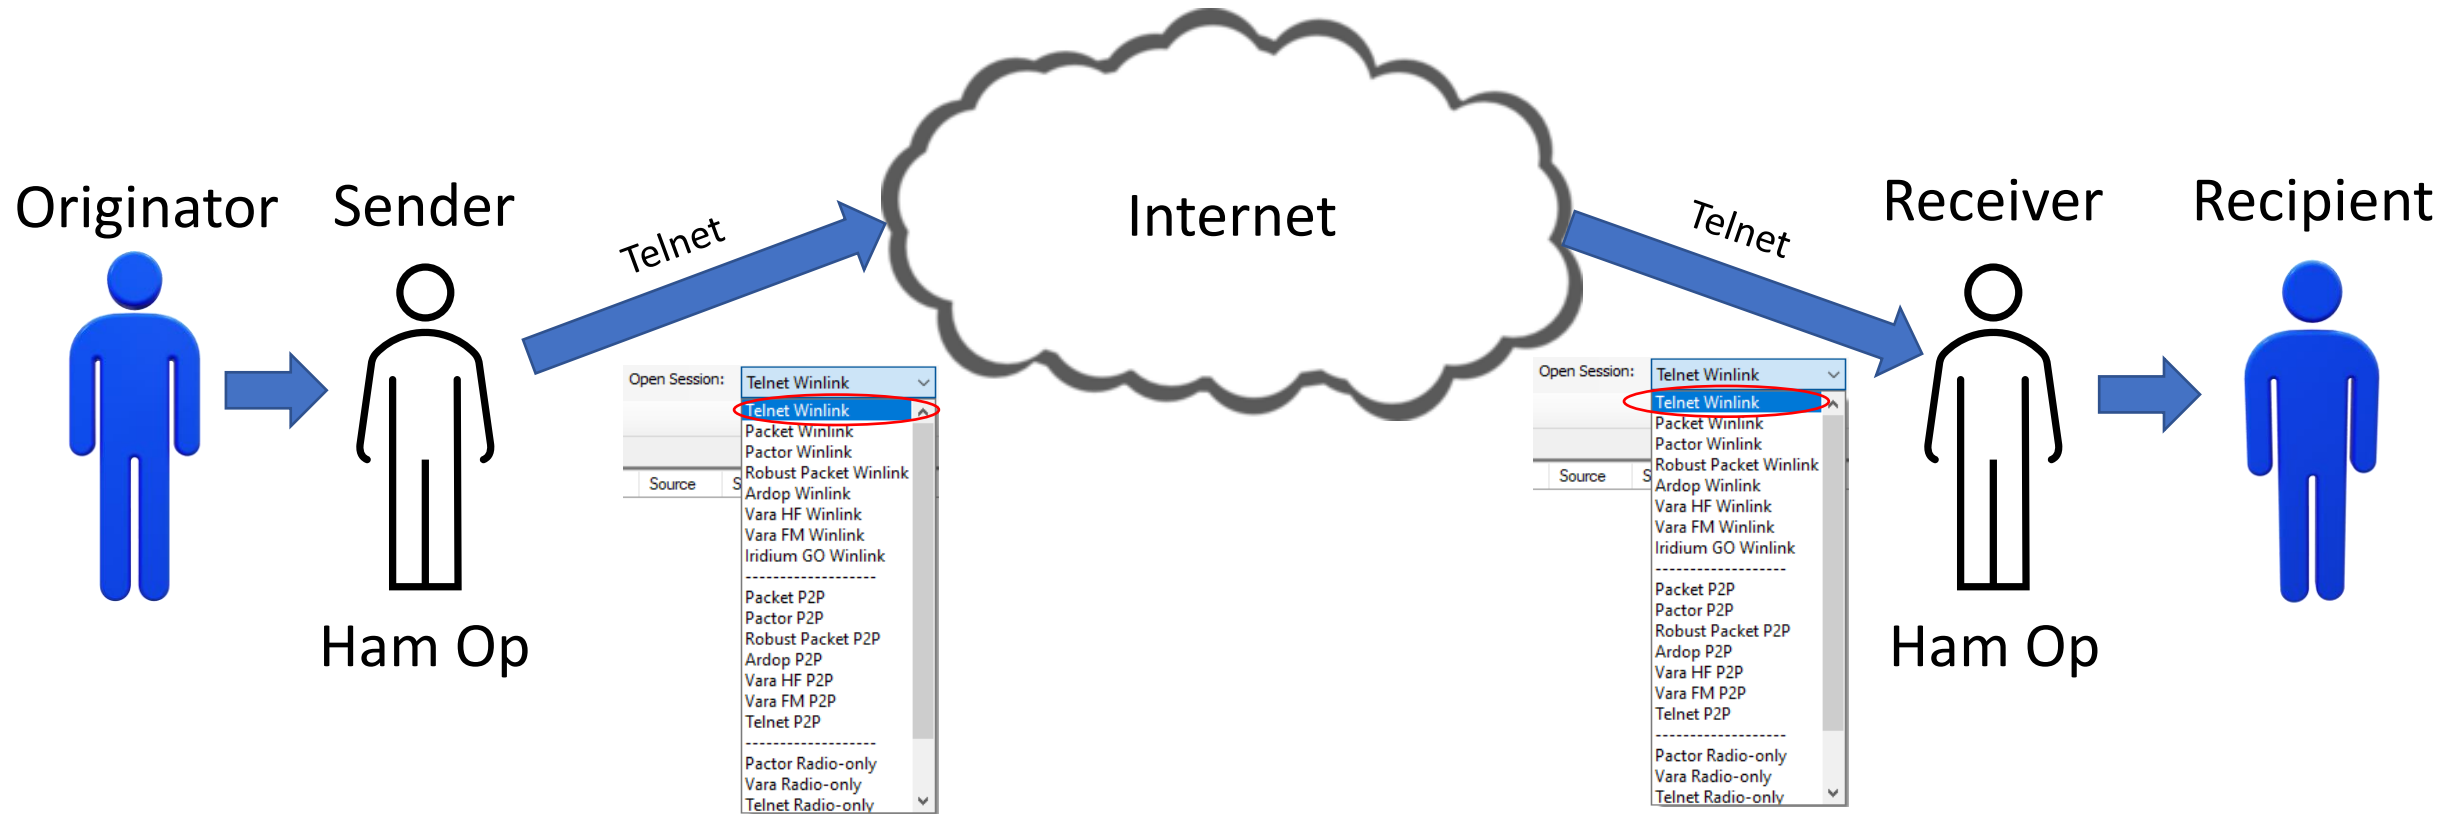 Originator
Sender
Telnet
Internet
Telnet
Receiver
Recipient
Open Session:
Telnet Winlink
Telnet Winlink
Packet Winlink
Pactor Winlink
Robust Packet Winlink
Source
S
Ardop Winlink
Vara HF Winlink
Vara FM Winlink
Iridium GO Winlink
-------------------
Packet P2P
Pactor P2P
Robust Packet P2P
Ardop P2P
Vara HF P2P
Vara FM P2P
Telnet P2P
-------------------
Pactor Radio-only
Vara Radio-only
Telnet Radio-only
Open Session:
Telnet Winlink
Telnet Winlink
Packet Winlink
Pactor Winlink
Robust Packet Winlink
Source
S
Ardop Winlink
Vara HF Winlink
Vara FM Winlink
Iridium GO Winlink
-------------------
Packet P2P
Pactor P2P
Robust Packet P2P
Ardop P2P
Vara HF P2P
Vara FM P2P
Telnet P2P
-------------------
Pactor Radio-only
Vara Radio-only
Telnet Radio-only
Ham Op
Ham Op